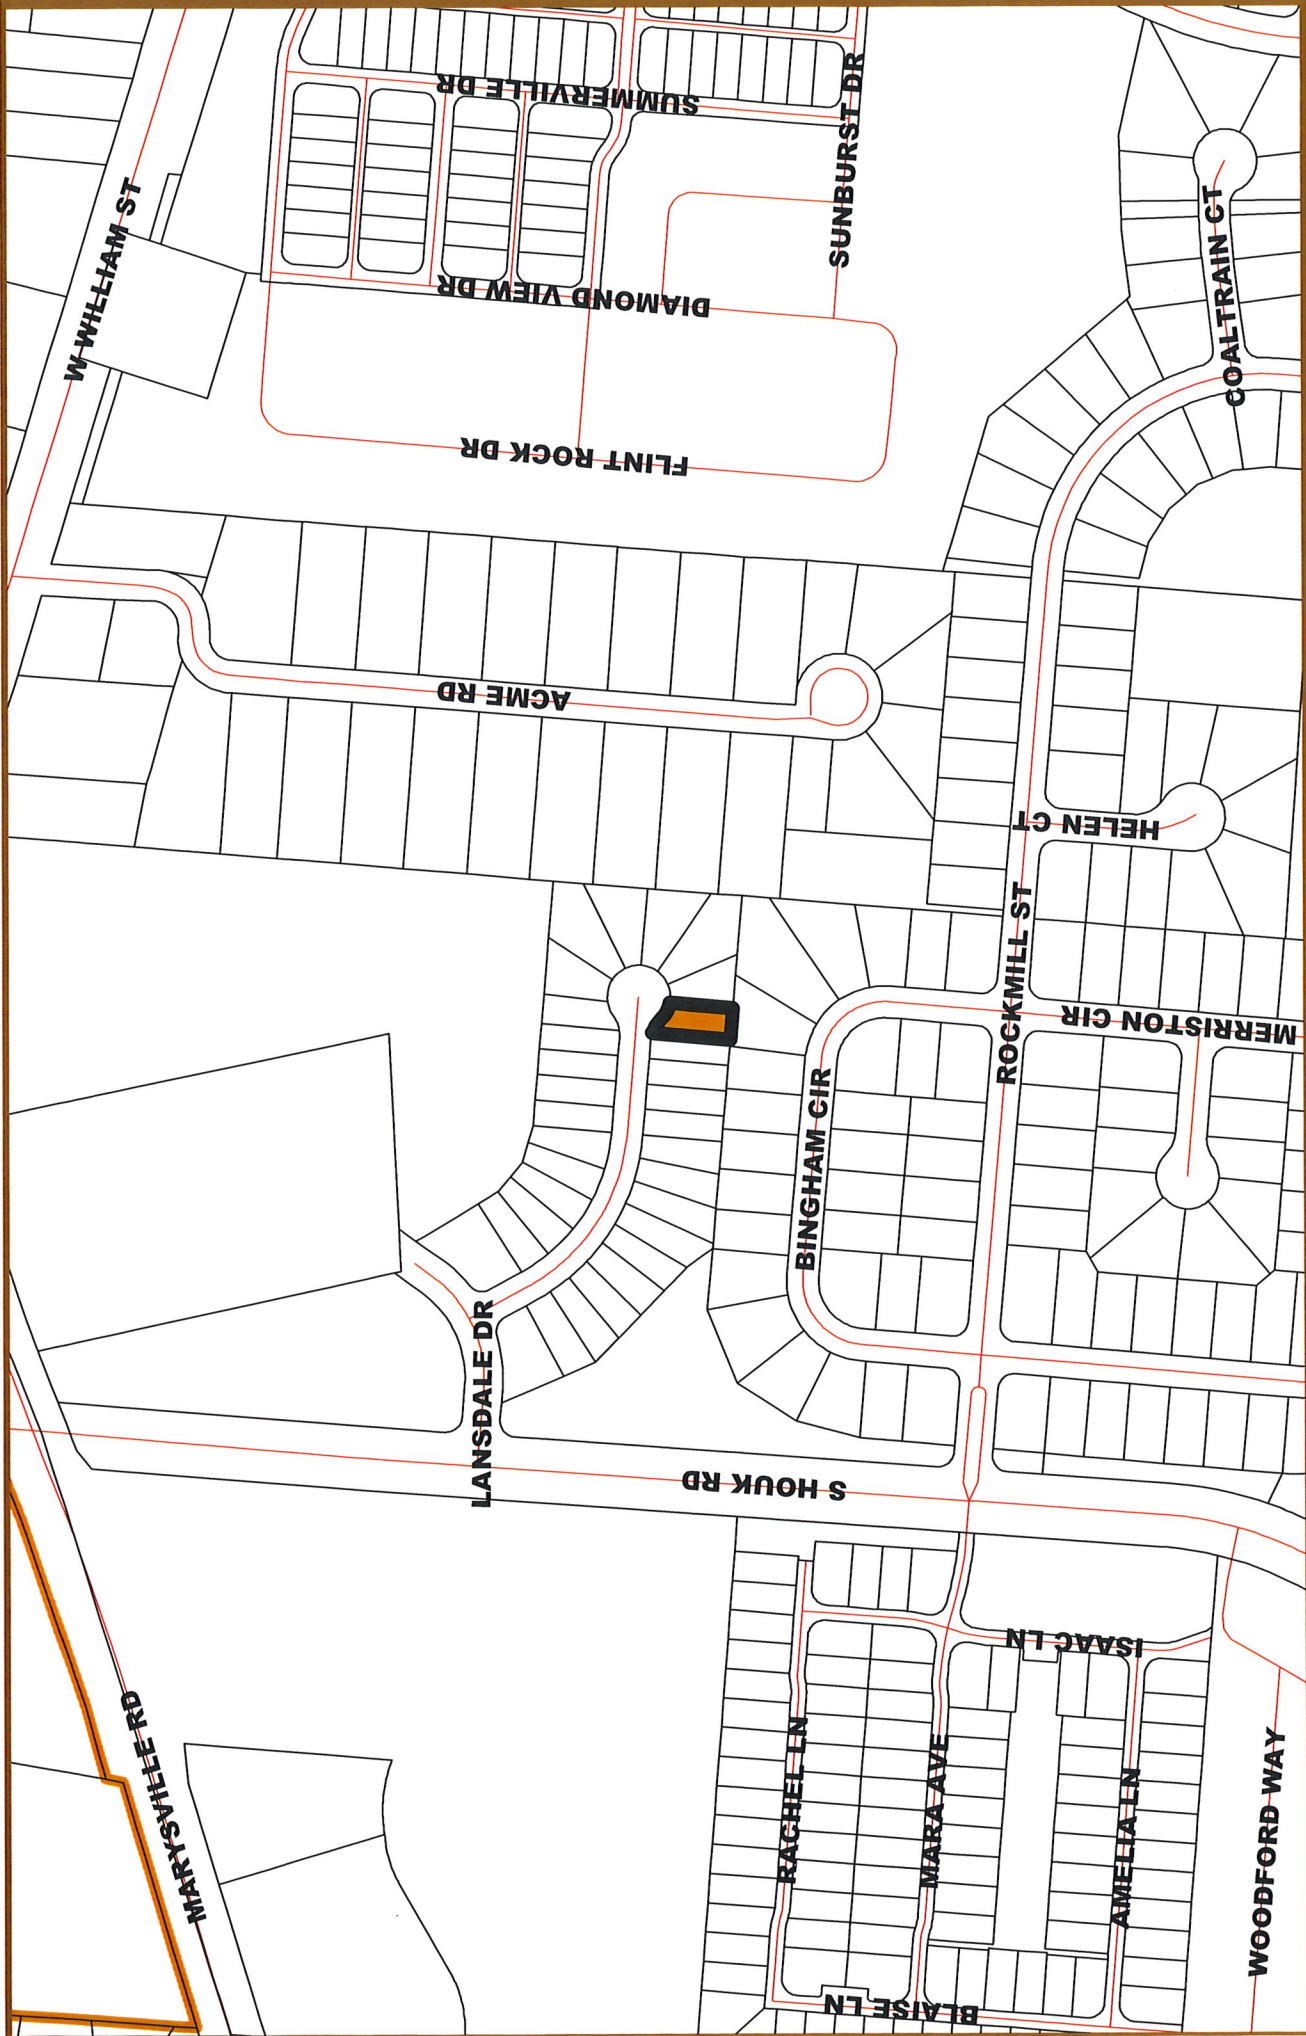 SUMMERVILLE DR
SUNBURST DR
W WILLIAM ST
COALTRAIN CT
DIAMOND VIEW DR
FLINT ROCK DR
ACME RD
HELEN CT
ROCKMILL ST
MERRISTON CIR
BINGHAM CIR
LANSDALE DR
S HOUK RD
ISAAC LN
MARYSVILLE RD
RACHEL LN
MARA AVE
AMELIA LN
WOODFORD WAY
BLAISE LN